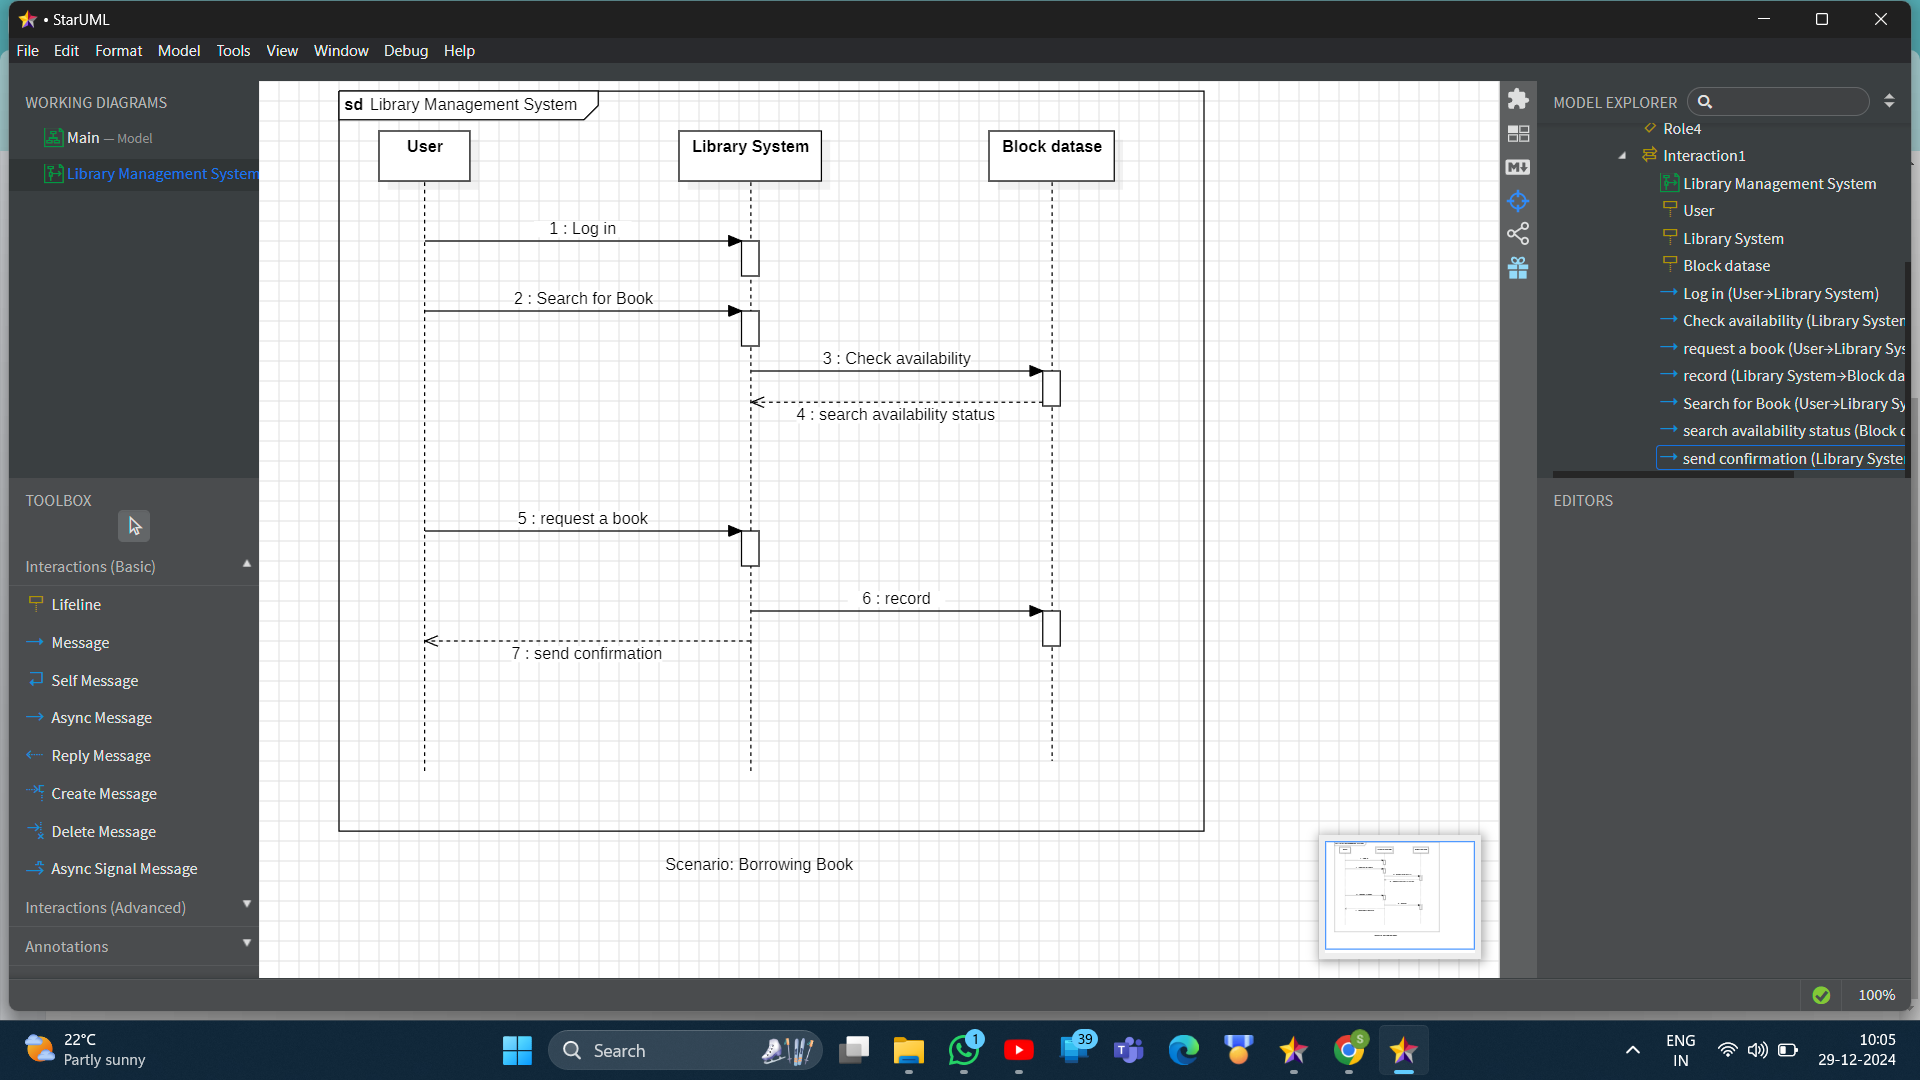 • StarUML
File Edit Format Model Tools View Window Debug Help
WORKING DIAGRAMS
Main — Model
Library Management System
TOOLBOX
Interactions (Basic)
Lifeline
Message
Self Message
Async Message
Reply Message
Create Message
Delete Message
Async Signal Message
Interactions (Advanced)
Annotations
sd Library Management System
User
Library System
Block datase
1 : Log in
2 : Search for Book
3 : Check availability
4 : search availability status
5 : request a book
6 : record
7 : send confirmation
Scenario: Borrowing Book
MODEL EXPLORER
Role4
Interaction1
Library Management System
User
Library System
Block datase
Log in (User→Library System)
Check availability (Library System
request a book (User→Library Sys
record (Library System→Block da
Search for Book (User→Library Sy
search availability status (Block d
send confirmation (Library Syste
EDITORS
100%
22°C
Partly sunny
Search
1
39
S
ENG
IN
10:05
29-12-2024